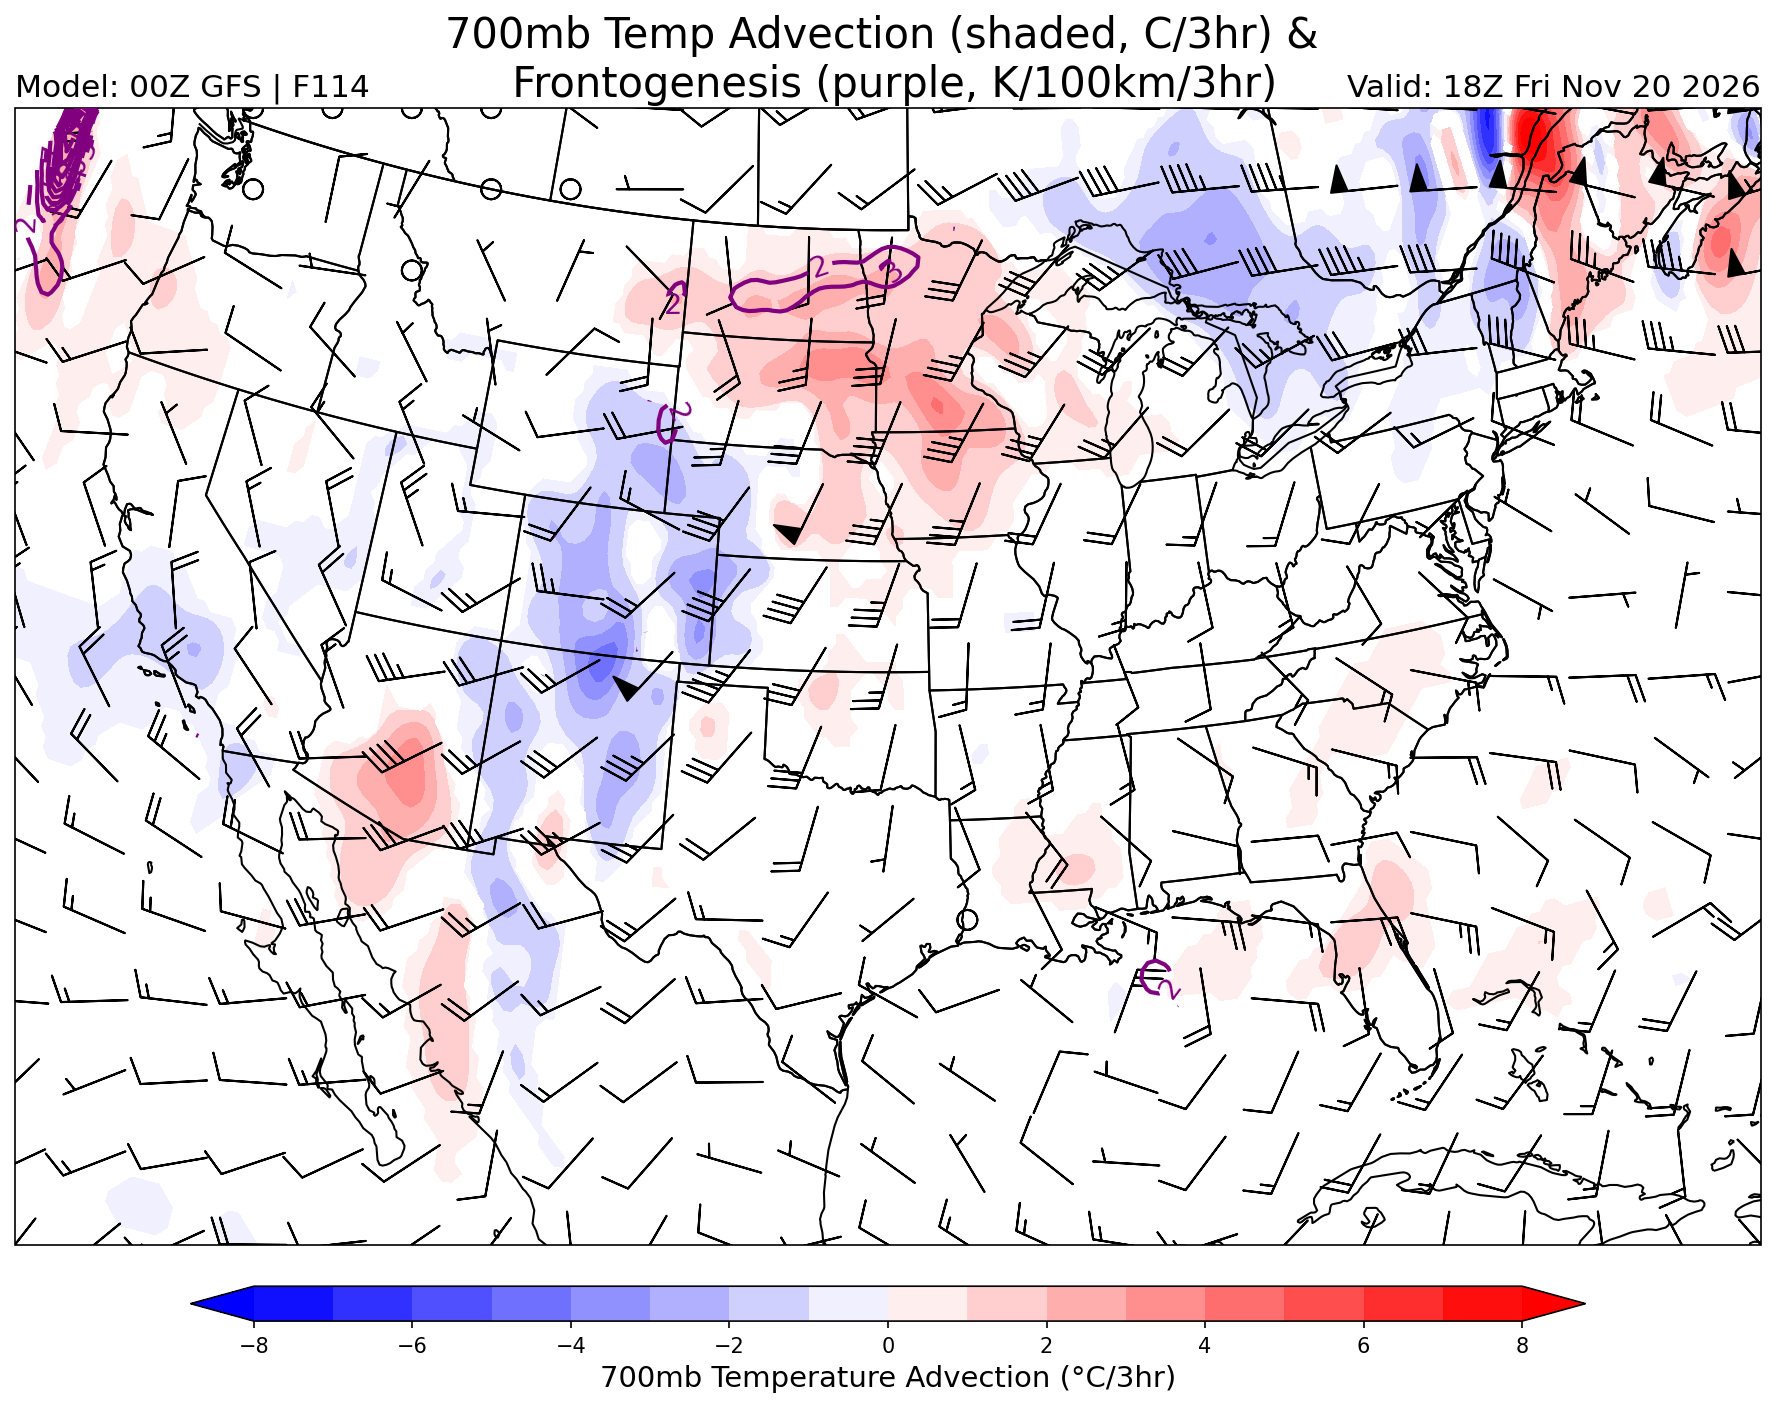 700mb Temp Advection (shaded, C/3hr) &
Frontogenesis (purple, K/100km/3hr)
Model: 00Z GFS | F114
Valid: 18Z Fri Nov 20 2026
2
2
3
2
2
2
−8 −6 −4 −2 0 2 4 6 8
700mb Temperature Advection (°C/3hr)